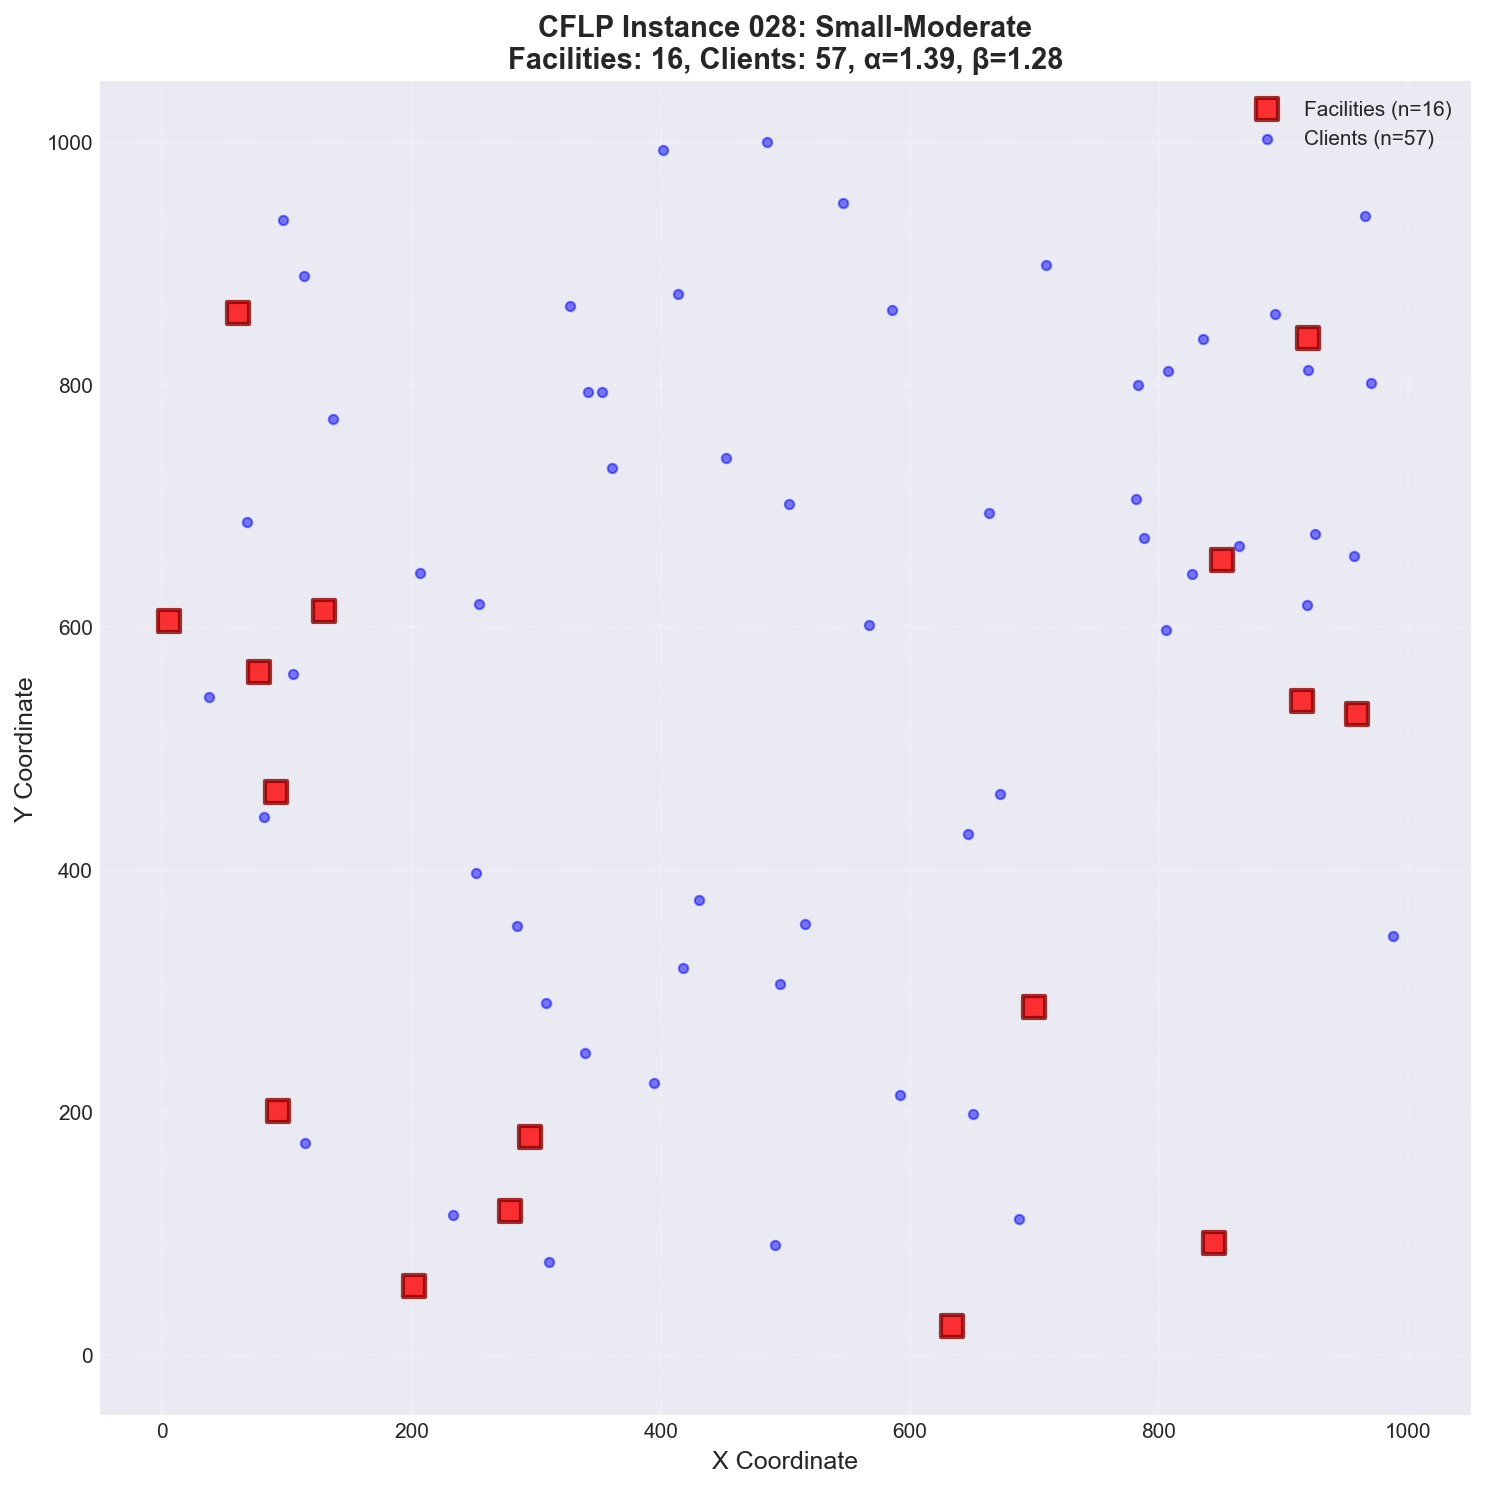 CFLP Instance 028: Small-Moderate
Facilities: 16, Clients: 57, α=1.39, β=1.28
Facilities (n=16)
Clients (n=57)
1000
800
600
400
200
0
Y Coordinate
0 200 400 600 800 1000
X Coordinate